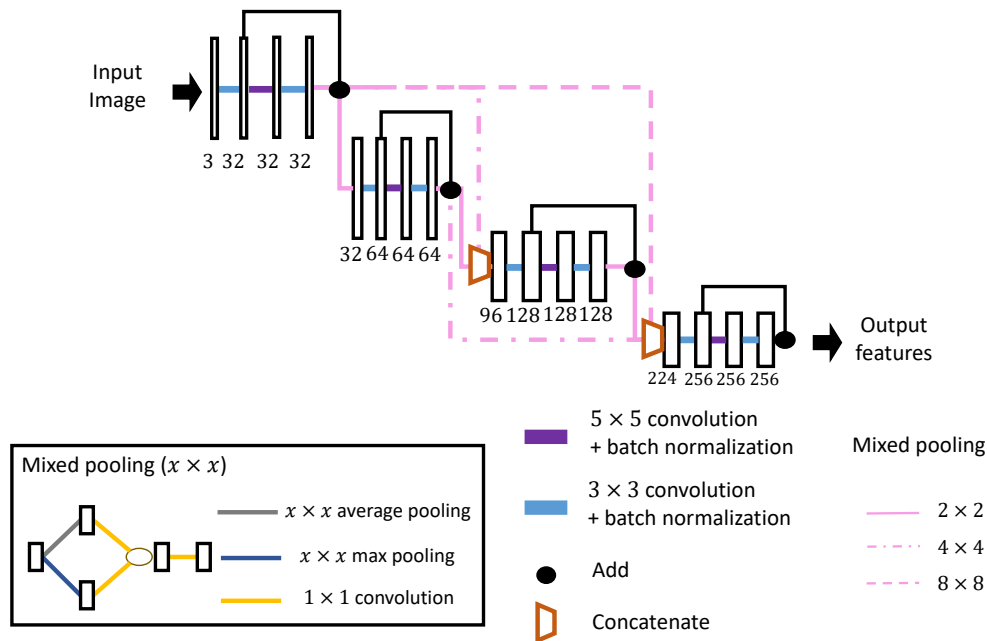 Input
Image
3 32 32 32
32 64 64 64
96 128 128 128
224 256 256 256
Output
features
Mixed pooling (x × x)
x × x average pooling
x × x max pooling
1 × 1 convolution
5 × 5 convolution
+ batch normalization
3 × 3 convolution
+ batch normalization
Add
Concatenate
Mixed pooling
2 × 2
4 × 4
8 × 8